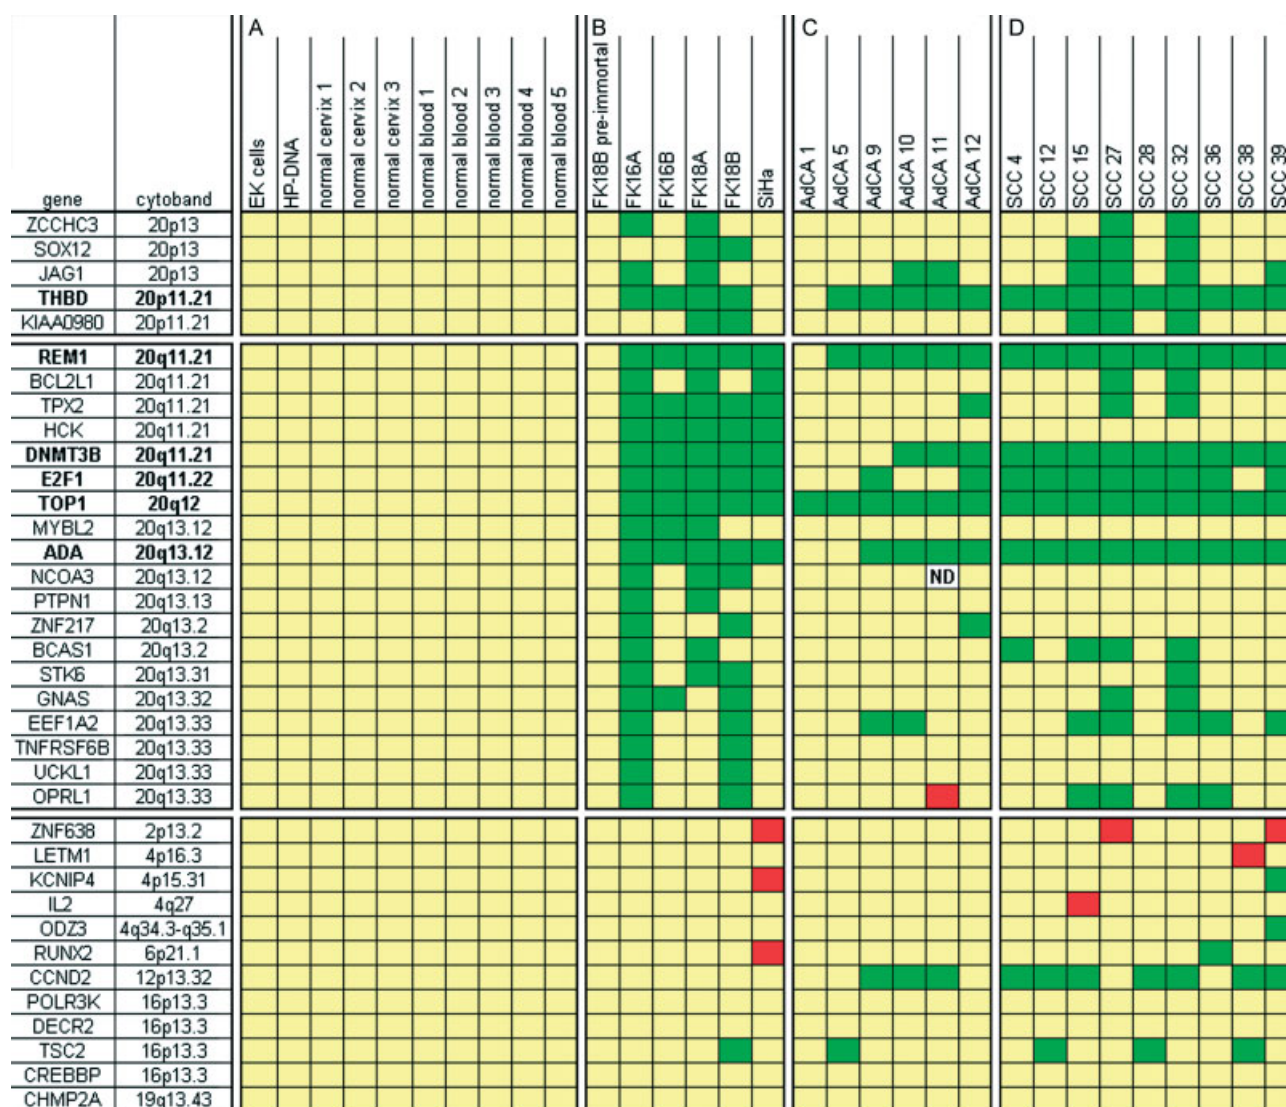 A B C D
gene cytoband EK cells HP-DNA normal cervix 1 normal cervix 2 normal cervix 3 normal blood 1 normal blood 2 normal blood 3 normal blood 4 normal blood 5 FK18B pre-immortal FK16A FK16B FK18A FK18B SiHa AdCA 1 AdCA 5 AdCA 9 AdCA 10 AdCA 11 AdCA 12 SCC 4 SCC 12 SCC 15 SCC 27 SCC 28 SCC 32 SCC 36 SCC 38 SCC 39
ZCCHC3 20p13
SOX12 20p13
JAG1 20p13
THBD 20p11.21
KIAA0980 20p11.21
REM1 20q11.21
BCL2L1 20q11.21
TPX2 20q11.21
HCK 20q11.21
DNMT3B 20q11.21
E2F1 20q11.22
TOP1 20q12
MYBL2 20q13.12
ADA 20q13.12
NCOA3 20q13.12 ND
PTPN1 20q13.13
ZNF217 20q13.2
BCAS1 20q13.2
STK6 20q13.31
GNAS 20q13.32
EEF1A2 20q13.33
TNFRSF6B 20q13.33
UCKL1 20q13.33
OPRL1 20q13.33
ZNF638 2p13.2
LETM1 4p16.3
KCNIP4 4p15.31
IL2 4q27
ODZ3 4q34.3-q35.1
RUNX2 6p21.1
CCND2 12p13.32
POLR3K 16p13.3
DECR2 16p13.3
TSC2 16p13.3
CREBBP 16p13.3
CHMP2A 19q13.43